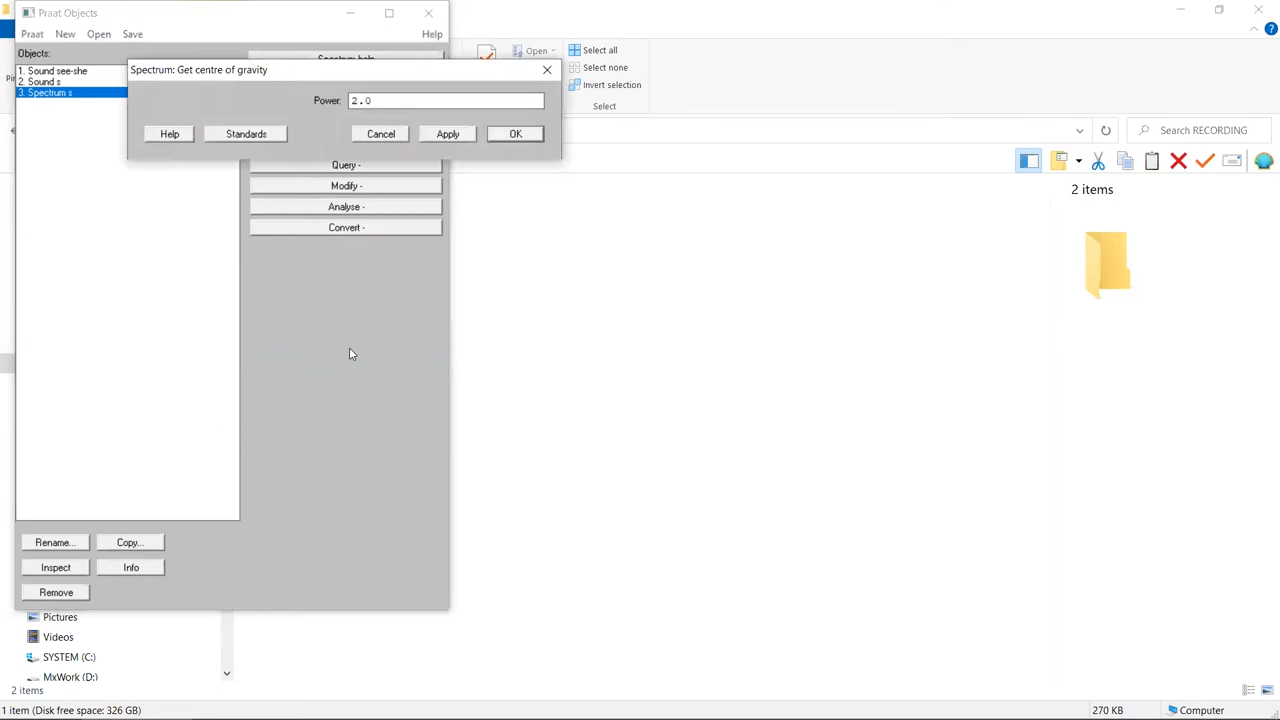 Praat Objects
Praat New Open Save Help
Objects:
1. Sound see-she
2. Sound s
3. Spectrum s
Spectrum help
Spectrum: Get centre of gravity
Power: 2.0
Help Standards Cancel Apply OK
Query -
Modify -
Analyse -
Convert -
Rename... Copy...
Inspect Info
Remove
Open
Select all
Select none
Invert selection
Select
Search RECORDING
2 items
Pictures
Videos
SYSTEM (C:)
MxWork (D:)
2 items
1 item (Disk free space: 326 GB) 270 KB Computer